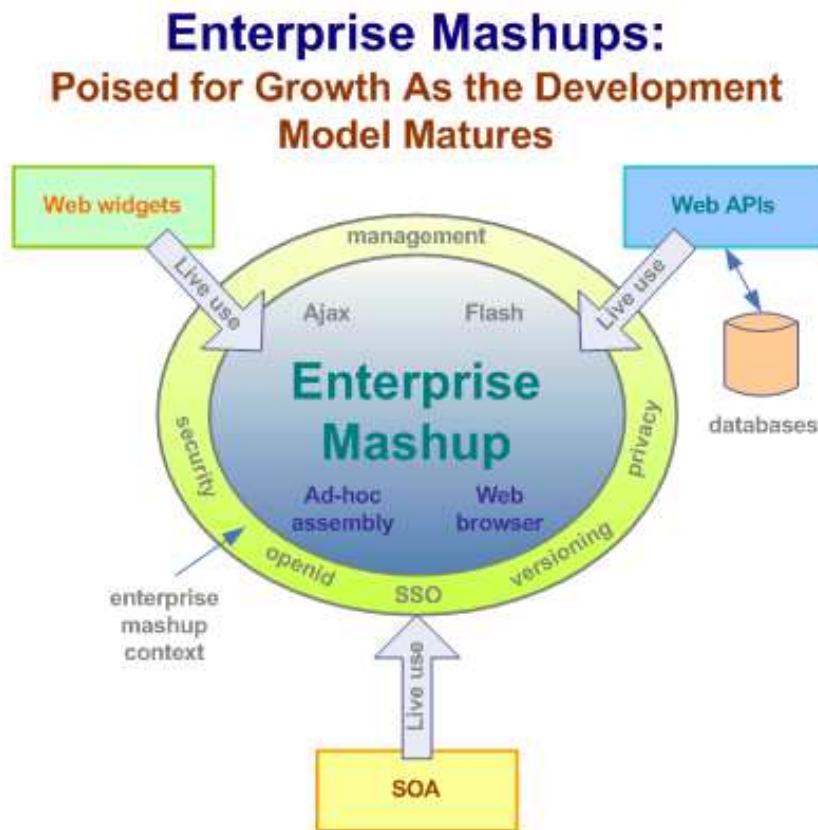 Enterprise Mashups:
Poised for Growth As the Development
Model Matures
Web widgets
Web APIs
management
Live use
Live use
Ajax
Flash
Enterprise
Mashup
databases
security
privacy
Ad-hoc
assembly
Web
browser
openid
SSO
versioning
enterprise
mashup
context
Live use
SOA